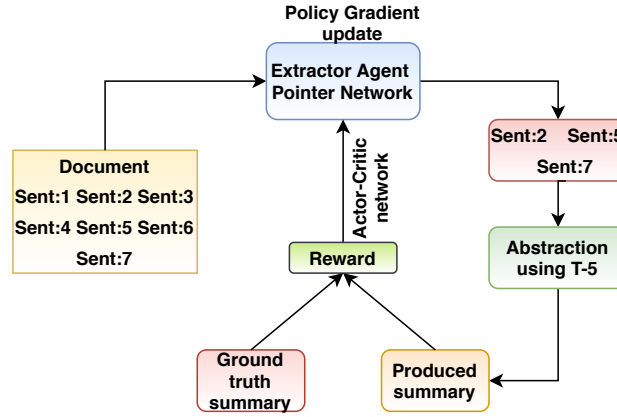 Policy Gradient
update
Extractor Agent
Pointer Network
Document
Sent:1 Sent:2 Sent:3
Sent:4 Sent:5 Sent:6
Sent:7
Actor-Critic
network
Sent:2 Sent:5
Sent:7
Reward
Abstraction
using T-5
Ground
truth
summary
Produced
summary